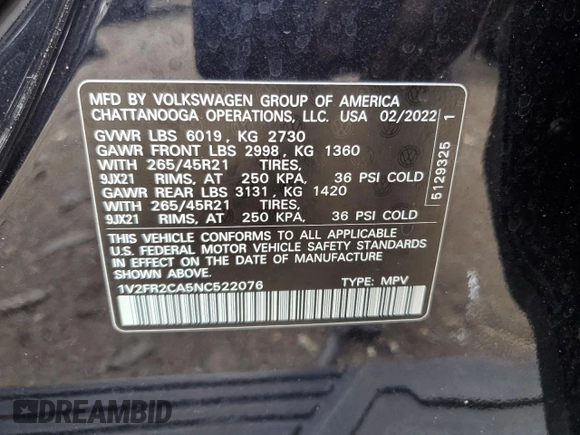 MFD BY VOLKSWAGEN GROUP OF AMERICA
CHATTANOOGA OPERATIONS, LLC. USA 02/2022
GVWR LBS 6019, KG 2730
GAWR FRONT LBS 2998, KG 1360
WITH 265/45R21 TIRES,
9JX21 RIMS, AT 250 KPA, 36 PSI COLD
GAWR REAR LBS 3131, KG 1420
WITH 265/45R21 TIRES,
9JX21 RIMS, AT 250 KPA, 36 PSI COLD
THIS VEHICLE CONFORMS TO ALL APPLICABLE
U.S. FEDERAL MOTOR VEHICLE SAFETY STANDARDS
IN EFFECT ON THE DATE OF MANUFACTURE
SHOWN ABOVE.
1V2FR2CA5NC522076 TYPE: MPV
5129325 1
DREAMBID